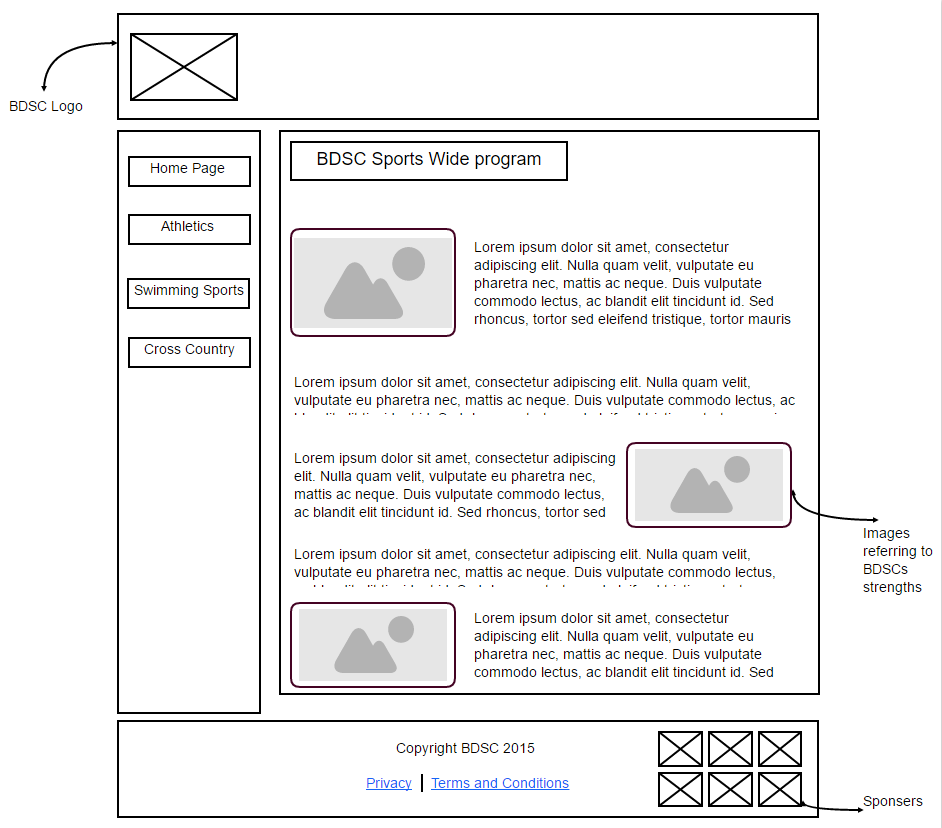 BDSC Logo
BDSC Sports Wide program
Home Page
Athletics
Swimming Sports
Cross Country
Lorem ipsum dolor sit amet, consectetur
adipiscing elit. Nulla quam velit, vulputate eu
pharetra nec, mattis ac neque. Duis vulputate
commodo lectus, ac blandit elit tincidunt id. Sed
rhoncus, tortor sed eleifend tristique, tortor mauris
Lorem ipsum dolor sit amet, consectetur adipiscing elit. Nulla quam velit,
vulputate eu pharetra nec, mattis ac neque. Duis vulputate commodo lectus, ac
Lorem ipsum dolor sit amet, consectetur adipiscing
elit. Nulla quam velit, vulputate eu pharetra nec,
mattis ac neque. Duis vulputate commodo lectus,
ac blandit elit tincidunt id. Sed rhoncus, tortor sed
Images
referring to
BDSCs
strengths
Lorem ipsum dolor sit amet, consectetur adipiscing elit. Nulla quam velit,
vulputate eu pharetra nec, mattis ac neque. Duis vulputate commodo lectus,
Lorem ipsum dolor sit amet, consectetur
adipiscing elit. Nulla quam velit, vulputate eu
pharetra nec, mattis ac neque. Duis vulputate
commodo lectus, ac blandit elit tincidunt id. Sed
Copyright BDSC 2015
Privacy | Terms and Conditions
Sponsers